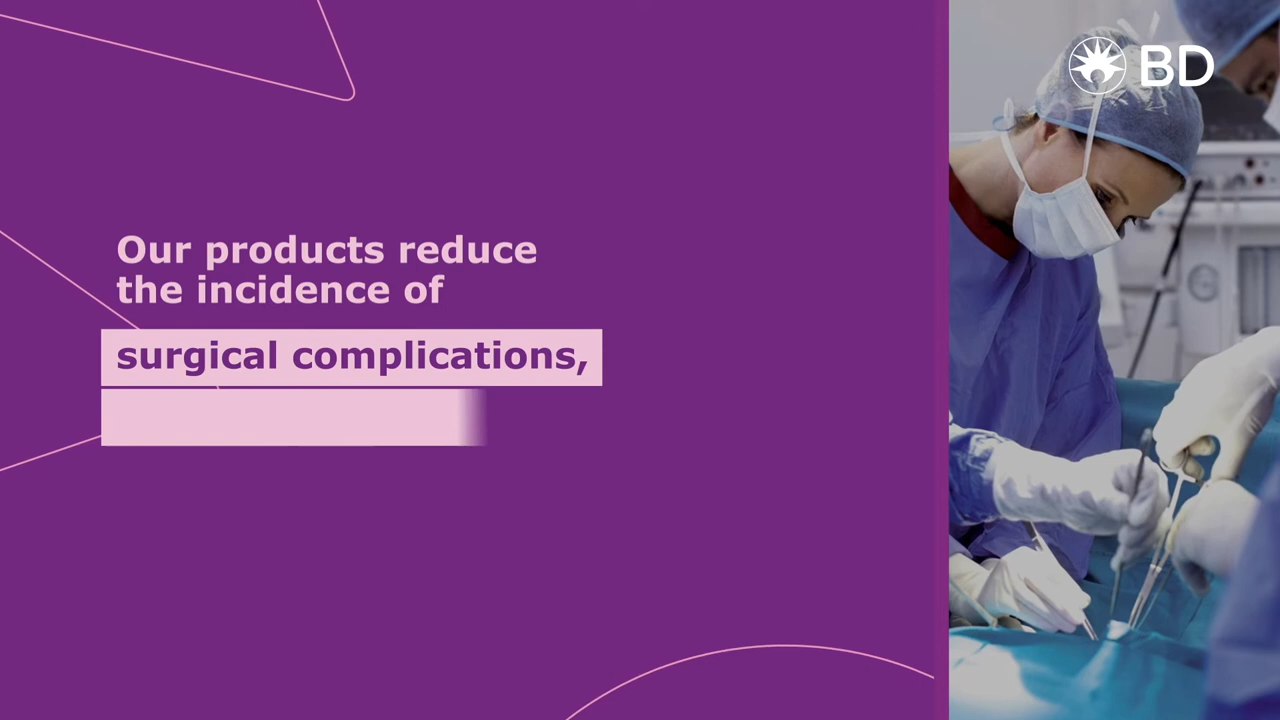 BD
Our products reduce
the incidence of
surgical complications,